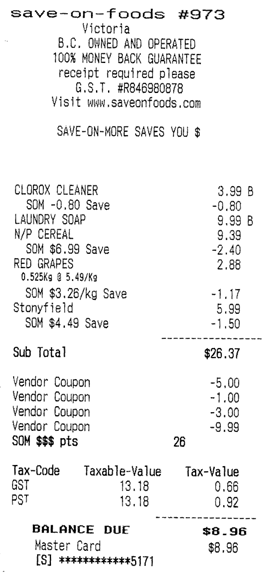 save-on-foods #973
Victoria
B.C. OWNED AND OPERATED
100% MONEY BACK GUARANTEE
receipt required please
G.S.T. #R846980878
Visit www.saveonfoods.com
SAVE-ON-MORE SAVES YOU $
CLOROX CLEANER 3.99 B
SOM -0.80 Save -0.80
LAUNDRY SOAP 9.99 B
N/P CEREAL 9.39
SOM $6.99 Save -2.40
RED GRAPES 2.88
0.525Kg @ 5.49/Kg
SOM $3.26/kg Save -1.17
Stonyfield 5.99
SOM $4.49 Save -1.50
Sub Total $26.37
Vendor Coupon -5.00
Vendor Coupon -1.00
Vendor Coupon -3.00
Vendor Coupon -9.99
SOM $$$ pts 26
Tax-Code Taxable-Value Tax-Value
GST 13.18 0.66
PST 13.18 0.92
BALANCE DUE $8.96
Master Card $8.96
[S] ************5171